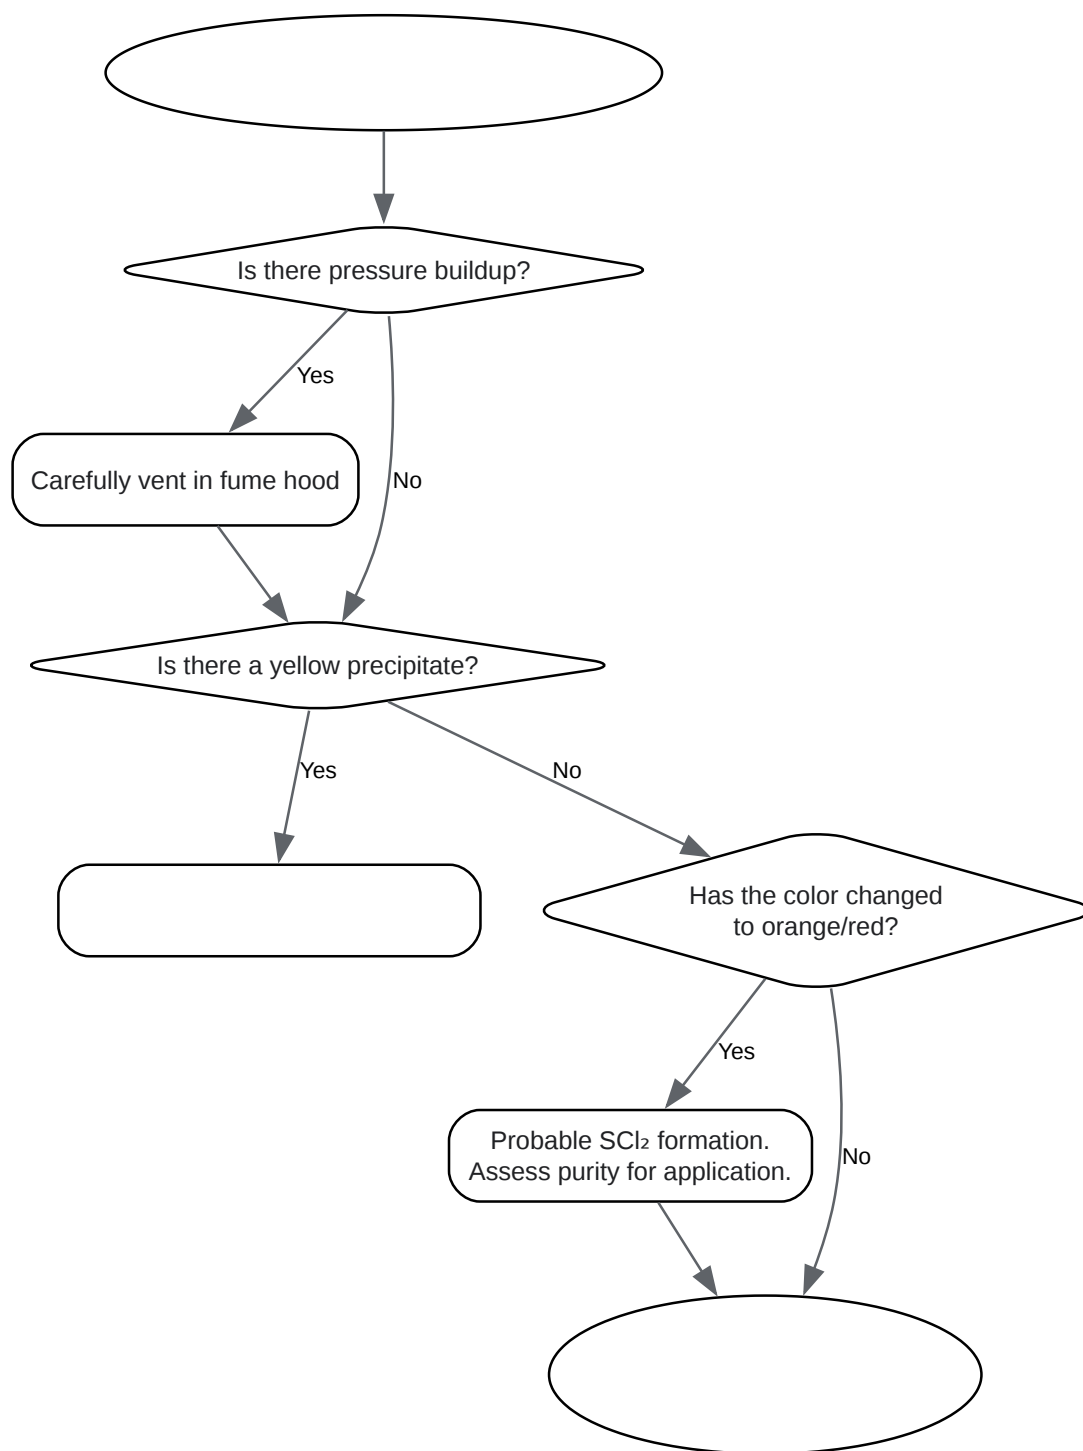 Is there pressure buildup?
Yes
Carefully vent in fume hood
No
Is there a yellow precipitate?
Yes
No
Has the color changed
to orange/red?
Yes
Probable SCl₂ formation.
Assess purity for application.
No